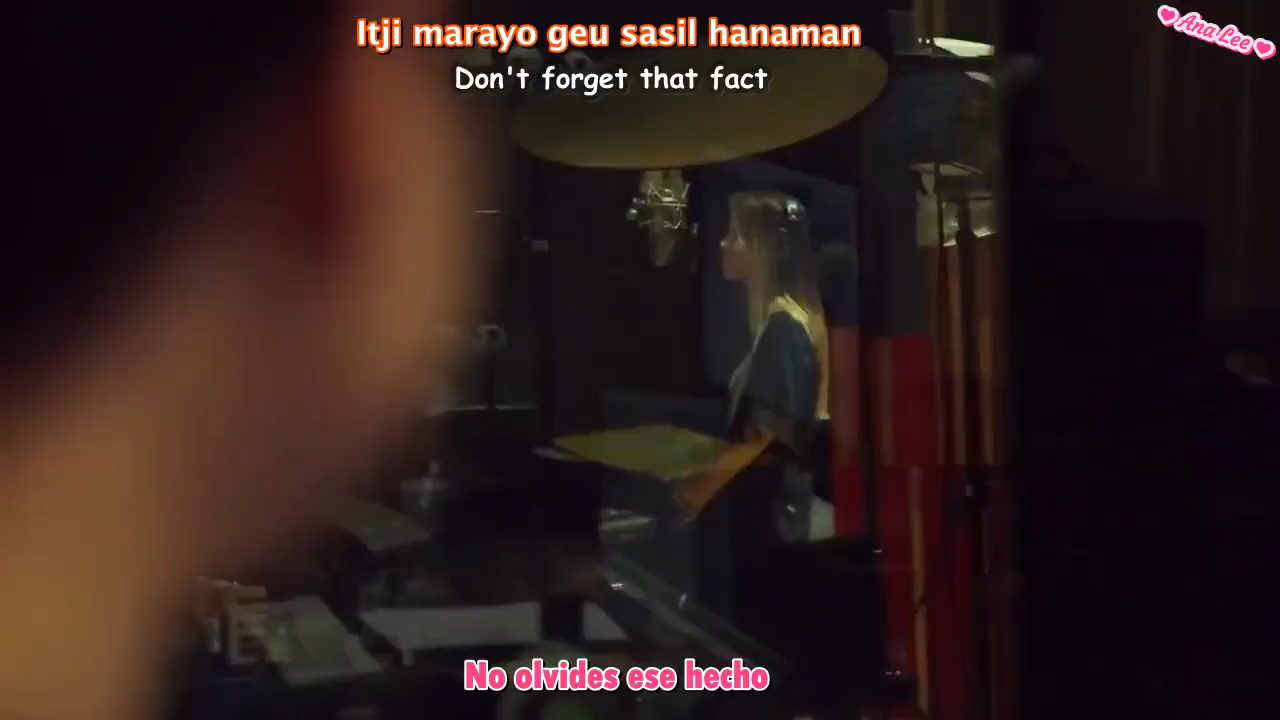 Itji marayo geu sasil hanaman
Ana Lee
Don't forget that fact
No olvides ese hecho